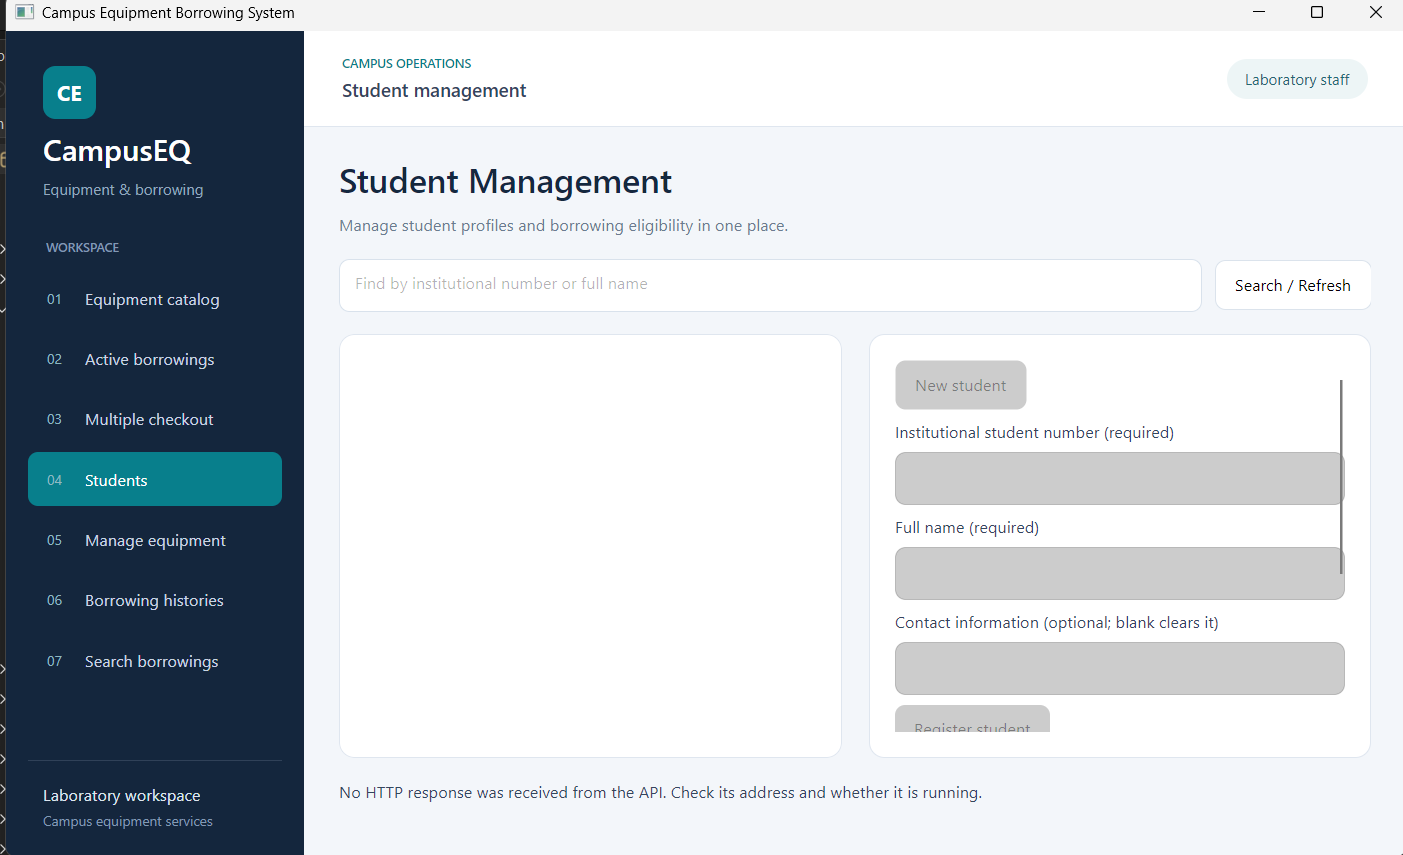 Campus Equipment Borrowing System
CE
CampusEQ
Equipment & borrowing
WORKSPACE
01 Equipment catalog
02 Active borrowings
03 Multiple checkout
04 Students
05 Manage equipment
06 Borrowing histories
07 Search borrowings
Laboratory workspace
Campus equipment services
CAMPUS OPERATIONS
Student management
Laboratory staff
Student Management
Manage student profiles and borrowing eligibility in one place.
Find by institutional number or full name
Search / Refresh
New student
Institutional student number (required)
Full name (required)
Contact information (optional; blank clears it)
Register student
No HTTP response was received from the API. Check its address and whether it is running.